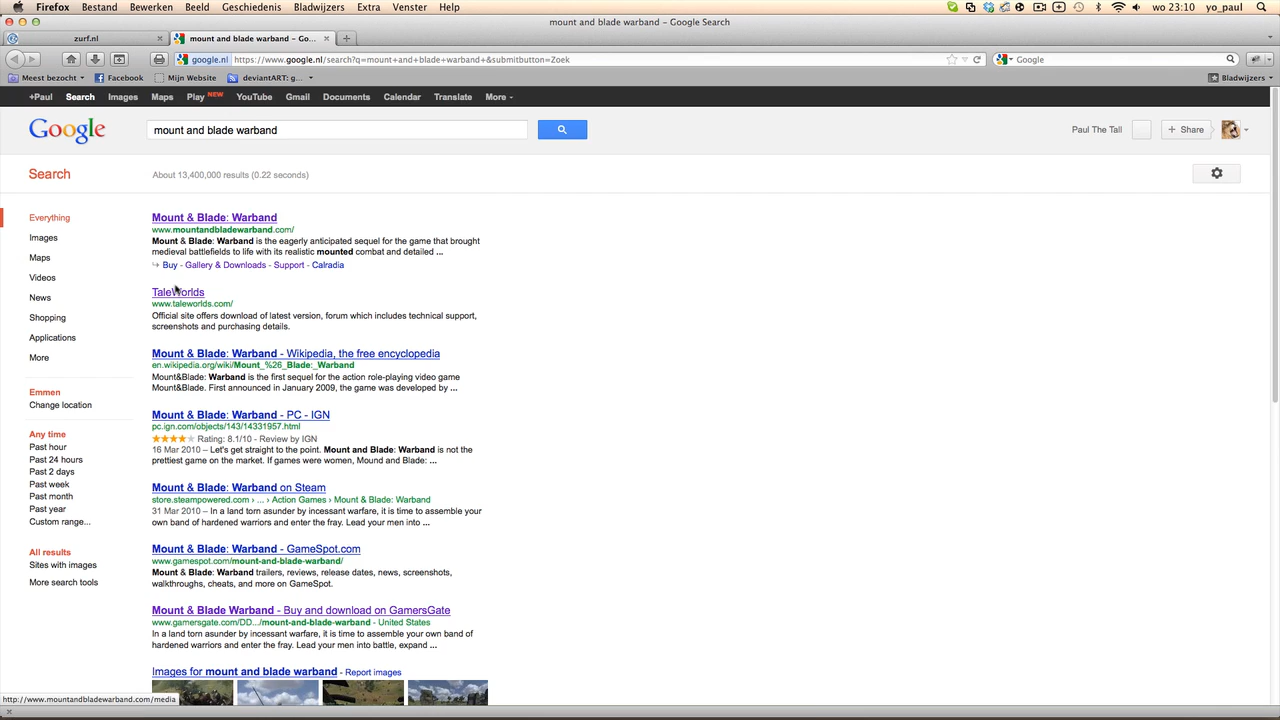 Firefox Bestand Bewerken Beeld Geschiedenis Bladwijzers Extra Venster Help wo 23:10 yo_paul
mount and blade warband – Google Search
zurf.nl
mount and blade warband – Go...
google.nl https://www.google.nl/search?q=mount+and+blade+warband+&submitbutton=Zoek
Google
Meest bezocht Facebook Mijn Website deviantART: g... Bladwijzers
+Paul Search Images Maps Play NEW YouTube Gmail Documents Calendar Translate More
Google
mount and blade warband
Paul The Tall + Share
Search
About 13,400,000 results (0.22 seconds)
Everything
Images
Maps
Videos
News
Shopping
Applications
More
Emmen
Change location
Any time
Past hour
Past 24 hours
Past 2 days
Past week
Past month
Past year
Custom range...
All results
Sites with images
More search tools
Mount & Blade: Warband
www.mountandbladewarband.com/
Mount & Blade: Warband is the eagerly anticipated sequel for the game that brought
medieval battlefields to life with its realistic mounted combat and detailed ...
Buy - Gallery & Downloads - Support - Calradia
TaleWorlds
www.taleworlds.com/
Official site offers download of latest version, forum which includes technical support,
screenshots and purchasing details.
Mount & Blade: Warband - Wikipedia, the free encyclopedia
en.wikipedia.org/wiki/Mount_%26_Blade:_Warband
Mount&Blade: Warband is the first sequel for the action role-playing video game
Mount&Blade. First announced in January 2009, the game was developed by ...
Mount & Blade: Warband - PC - IGN
pc.ign.com/objects/143/14331957.html
Rating: 8.1/10 - Review by IGN
16 Mar 2010 – Let's get straight to the point. Mount and Blade: Warband is not the
prettiest game on the market. If games were women, Mound and Blade: ...
Mount & Blade: Warband on Steam
store.steampowered.com › ... › Action Games › Mount & Blade: Warband
31 Mar 2010 – In a land torn asunder by incessant warfare, it is time to assemble your
own band of hardened warriors and enter the fray. Lead your men into ...
Mount & Blade: Warband - GameSpot.com
www.gamespot.com/mount-and-blade-warband/
Mount & Blade: Warband trailers, reviews, release dates, news, screenshots,
walkthroughs, cheats, and more on GameSpot.
Mount & Blade Warband - Buy and download on GamersGate
www.gamersgate.com/DD.../mount-and-blade-warband - United States
In a land torn asunder by incessant warfare, it is time to assemble your own band of
hardened warriors and enter the fray. Lead your men into battle, expand ...
Images for mount and blade warband - Report images
http://www.mountandbladewarband.com/media